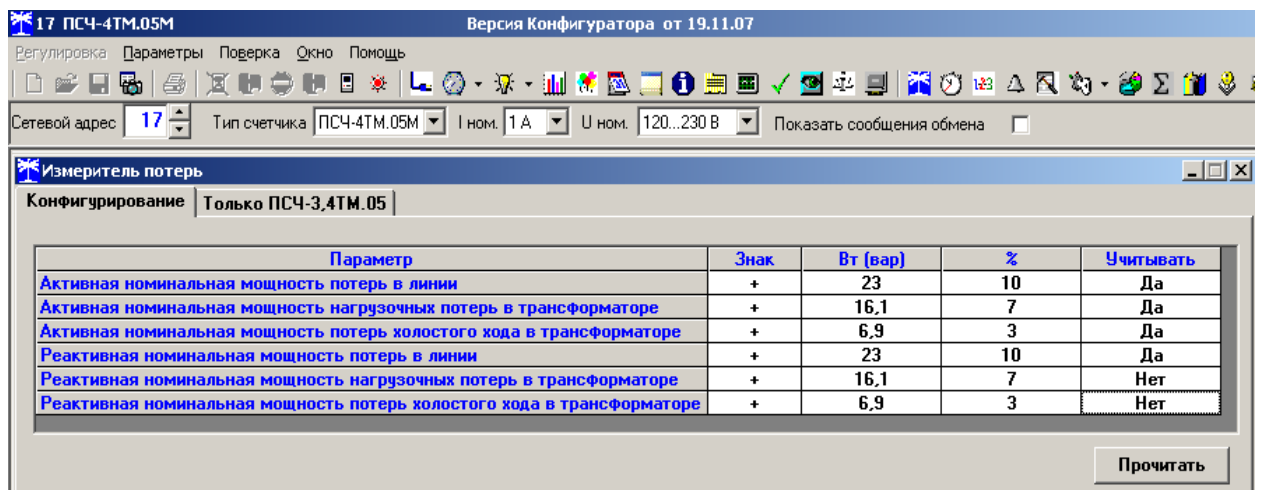 17 ПСЧ-4ТМ.05М Версия Конфигуратора от 19.11.07
Регулировка Параметры Поверка Окно Помощь
Сетевой адрес 17 Тип счетчика ПСЧ-4ТМ.05М I ном. 1 А U ном. 120...230 В Показать сообщения обмена
Измеритель потерь
Конфигурирование Только ПСЧ-3,4ТМ.05
Параметр Знак Вт (вар) % Учитывать
Активная номинальная мощность потерь в линии + 23 10 Да
Активная номинальная мощность нагрузочных потерь в трансформаторе + 16,1 7 Да
Активная номинальная мощность потерь холостого хода в трансформаторе + 6,9 3 Да
Реактивная номинальная мощность потерь в линии + 23 10 Да
Реактивная номинальная мощность нагрузочных потерь в трансформаторе + 16,1 7 Нет
Реактивная номинальная мощность потерь холостого хода в трансформаторе + 6,9 3 Нет
Прочитать